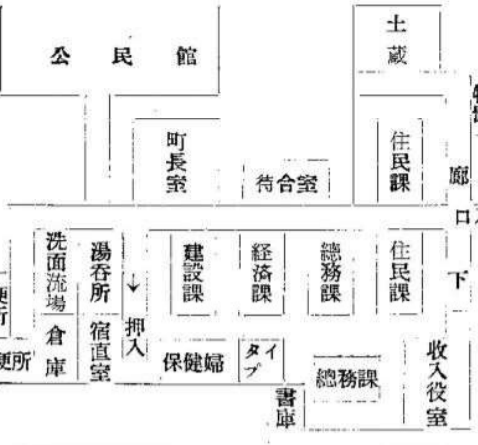 公民館
土蔵
町長室
待合室
住民課
廊
口
下
洗面流場
湯呑所
↓
押入
建設課
経済課
総務課
住民課
便所
倉庫
宿直室
便所
保健婦
タイプ
総務課
書庫
収入役室